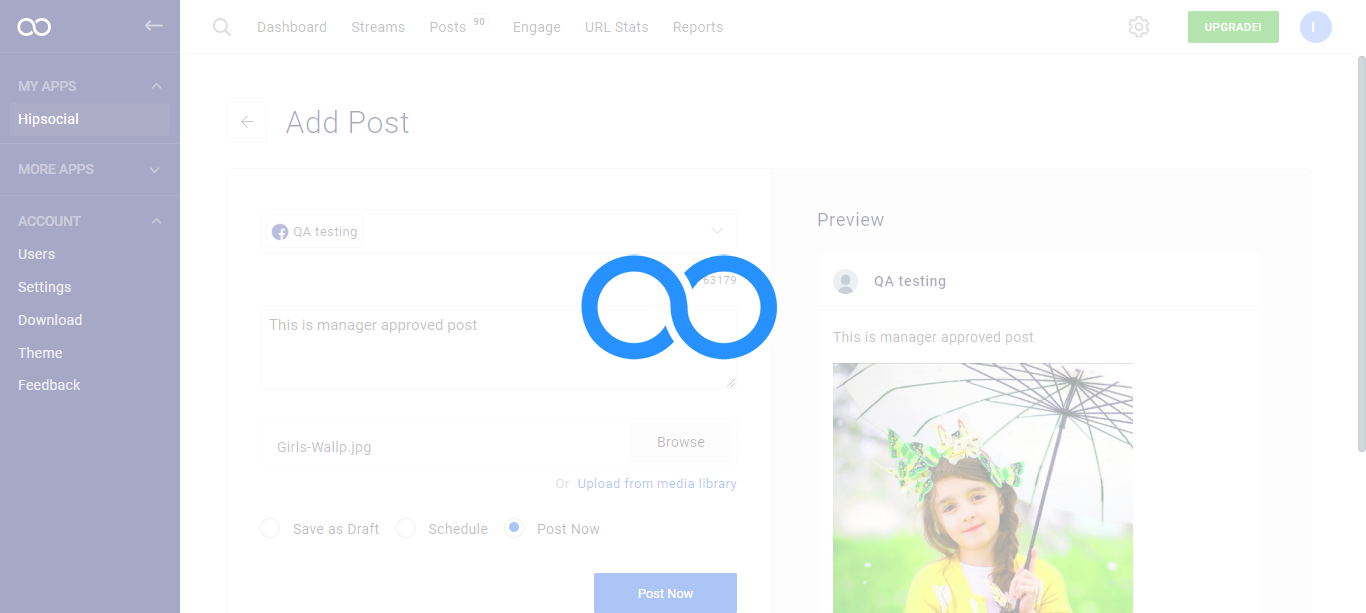 Dashboard Streams Posts 90 Engage URL Stats Reports UPGRADE! I
MY APPS
Hipsocial
MORE APPS
ACCOUNT
Users
Settings
Download
Theme
Feedback
Add Post
QA testing
63179
This is manager approved post
Girls-Wallp.jpg Browse
Or Upload from media library
Save as Draft Schedule Post Now
Post Now
Preview
QA testing
This is manager approved post